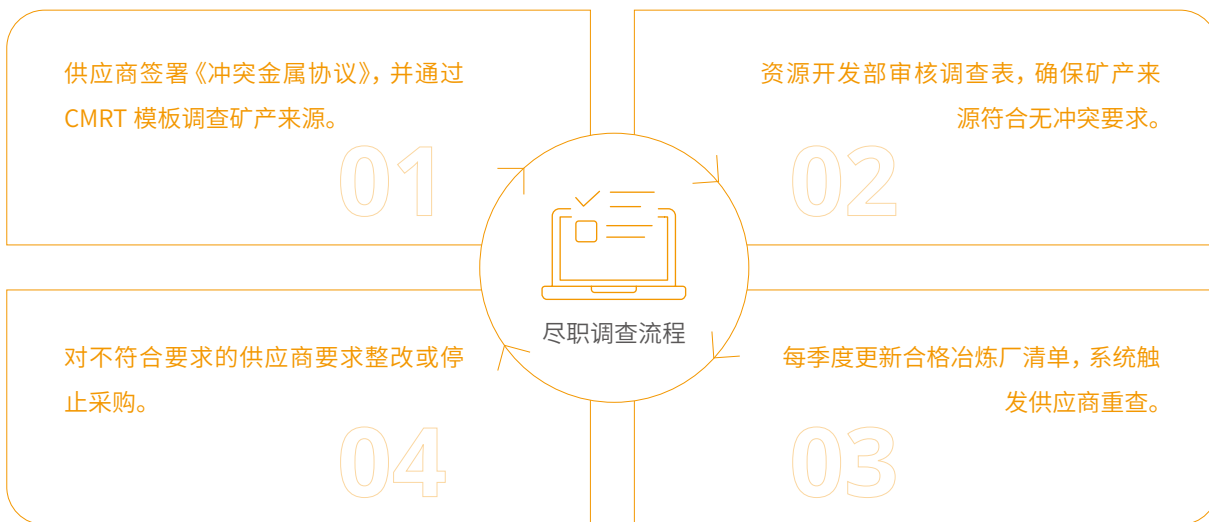 供应商签署《冲突金属协议》，并通过
CMRT 模板调查矿产来源。
01
资源开发部审核调查表，确保矿产来
源符合无冲突要求。
02
尽职调查流程
每季度更新合格冶炼厂清单，系统触
发供应商重查。
03
对不符合要求的供应商要求整改或停
止采购。
04